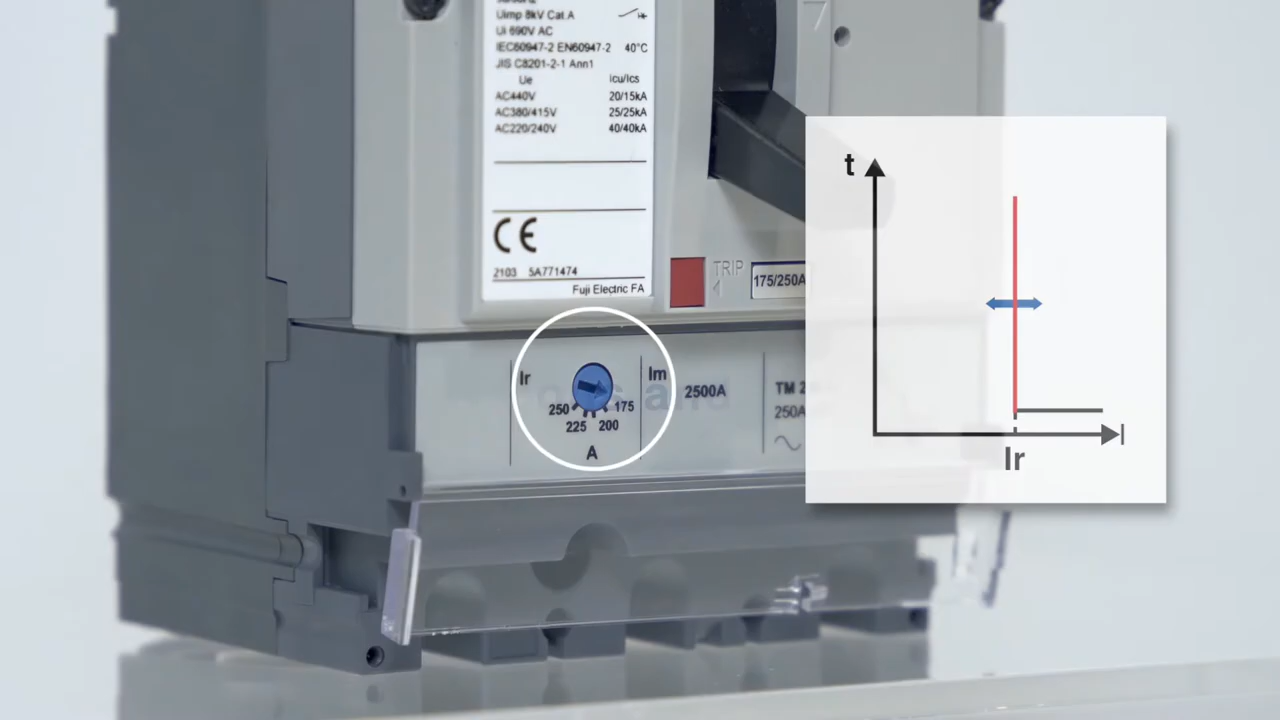 Uimp 8kV Cat.A
Ui 690V AC
IEC60947-2 EN60947-2 40°C
JIS C8201-2-1 Ann1
Ue Icu/Ics
AC440V 20/15kA
AC380/415V 25/25kA
AC220/240V 40/40kA
CE
2103 5A771474
Fuji Electric FA
TRIP
175/250A
Ir
250
225
200
175
A
Im 2500A
TM 2
250A
t
I
Ir